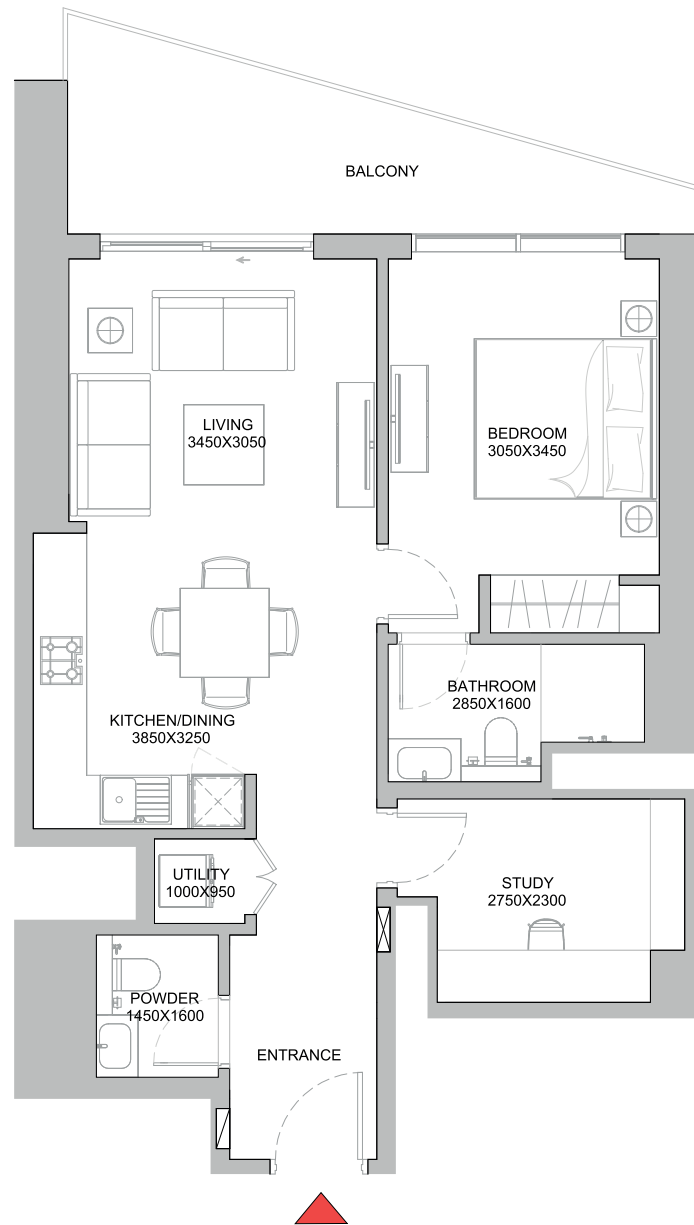 BALCONY
LIVING
3450X3050
BEDROOM
3050X3450
BATHROOM
2850X1600
KITCHEN/DINING
3850X3250
UTILITY
1000X950
STUDY
2750X2300
POWDER
1450X1600
ENTRANCE